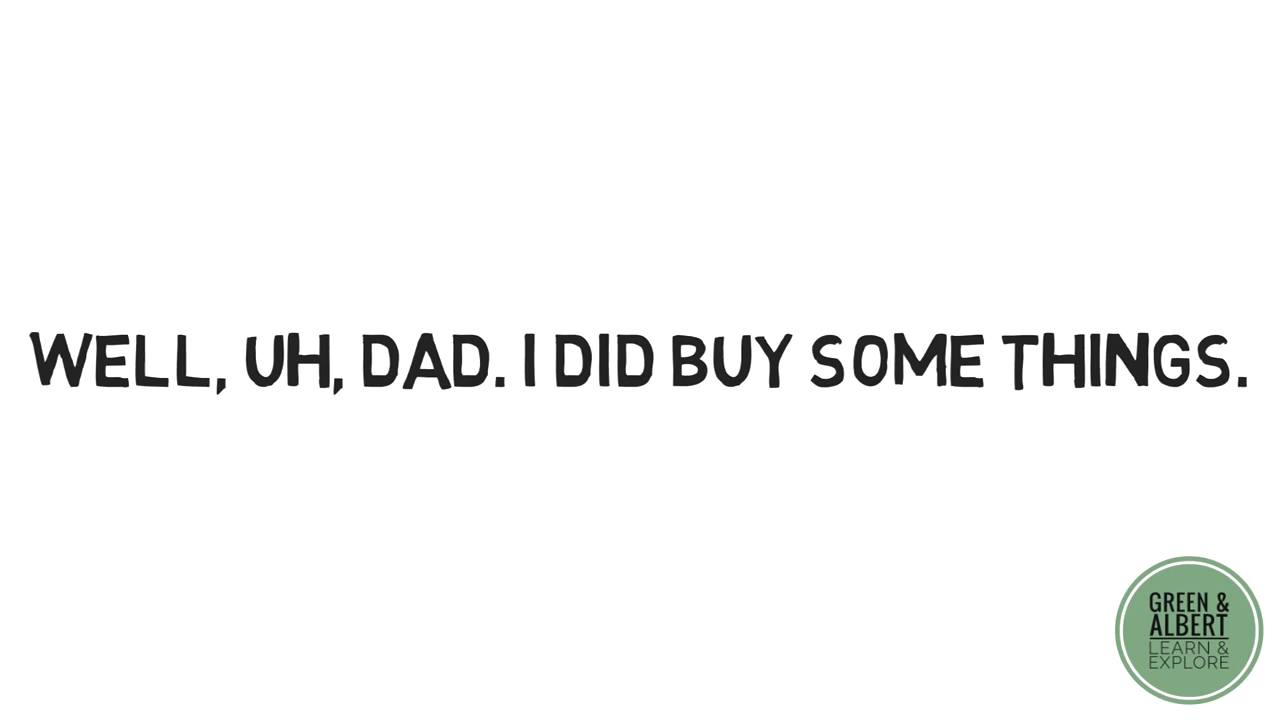 WELL, UH, DAD. I DID BUY SOME THINGS.
GREEN &
ALBERT
LEARN &
EXPLORE